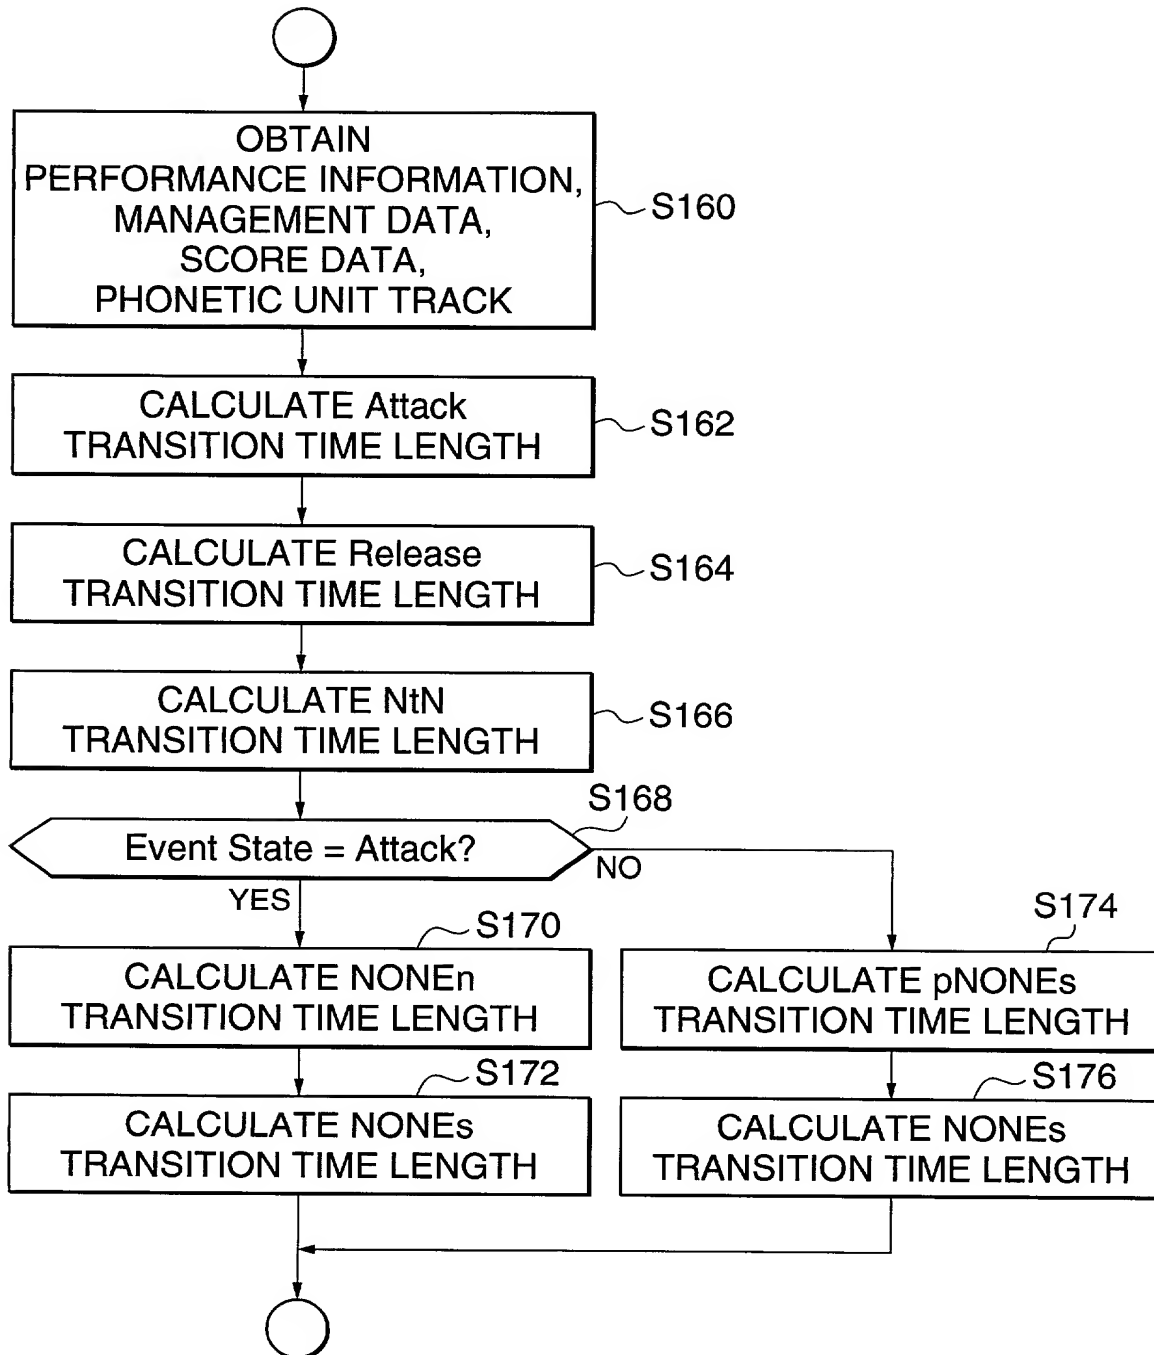 OBTAIN
PERFORMANCE INFORMATION,
MANAGEMENT DATA,
SCORE DATA,
PHONETIC UNIT TRACK
S160
CALCULATE Attack
TRANSITION TIME LENGTH
S162
CALCULATE Release
TRANSITION TIME LENGTH
S164
CALCULATE NtN
TRANSITION TIME LENGTH
S166
S168
Event State = Attack?
NO
YES
S170
CALCULATE NONEn
TRANSITION TIME LENGTH
S174
CALCULATE pNONEs
TRANSITION TIME LENGTH
S172
CALCULATE NONEs
TRANSITION TIME LENGTH
S176
CALCULATE NONEs
TRANSITION TIME LENGTH